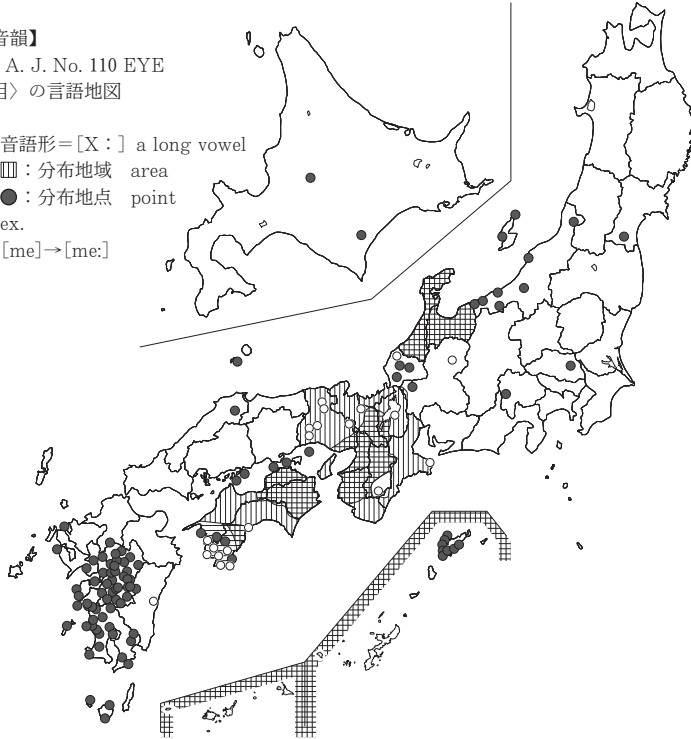 音韻】
A. J. No. 110 EYE
目〉の言語地図
音語形＝[X：] a long vowel
：分布地域 area
：分布地点 point
ex.
[me]→[me:]